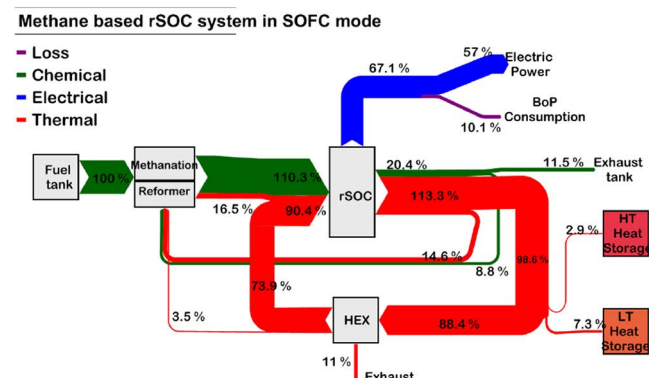 Methane based rSOC system in SOFC mode
Loss
Chemical
Electrical
Thermal
67.1 %
57 %
Electric
Power
BoP
Consumption
10.1 %
Fuel
tank
100 %
Methanation
Reformer
110.3 %
rSOC
20.4 %
11.5 %
Exhaust
tank
16.5 %
90.4 %
113.3 %
HT
Heat
Storage
2.9 %
14.6 %
8.8 %
98.6 %
73.9 %
3.5 %
HEX
88.4 %
7.3 %
LT
Heat
Storage
11 %
Exhaust